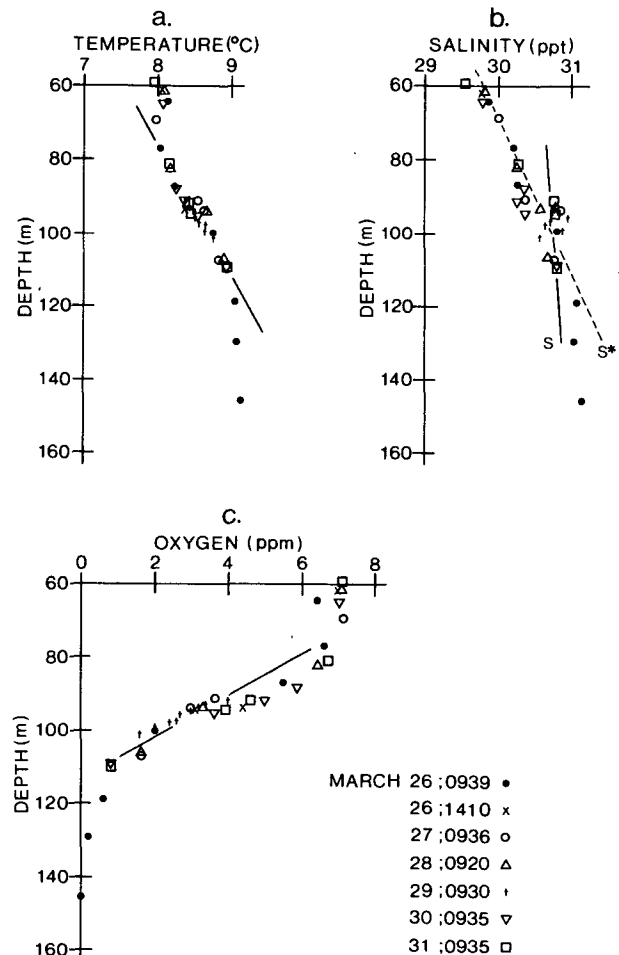 a.
TEMPERATURE(°C)
7 8 9
60
80
100
120
140
160
DEPTH (m)
b.
SALINITY (ppt)
29 30 31
60
80
100
120
140
160
DEPTH (m)
S
S*
c.
OXYGEN (ppm)
0 2 4 6 8
60
80
100
120
140
160
DEPTH (m)
MARCH 26 ;0939
26 ;1410
27 ;0936
28 ;0920
29 ;0930
30 ;0935
31 ;0935